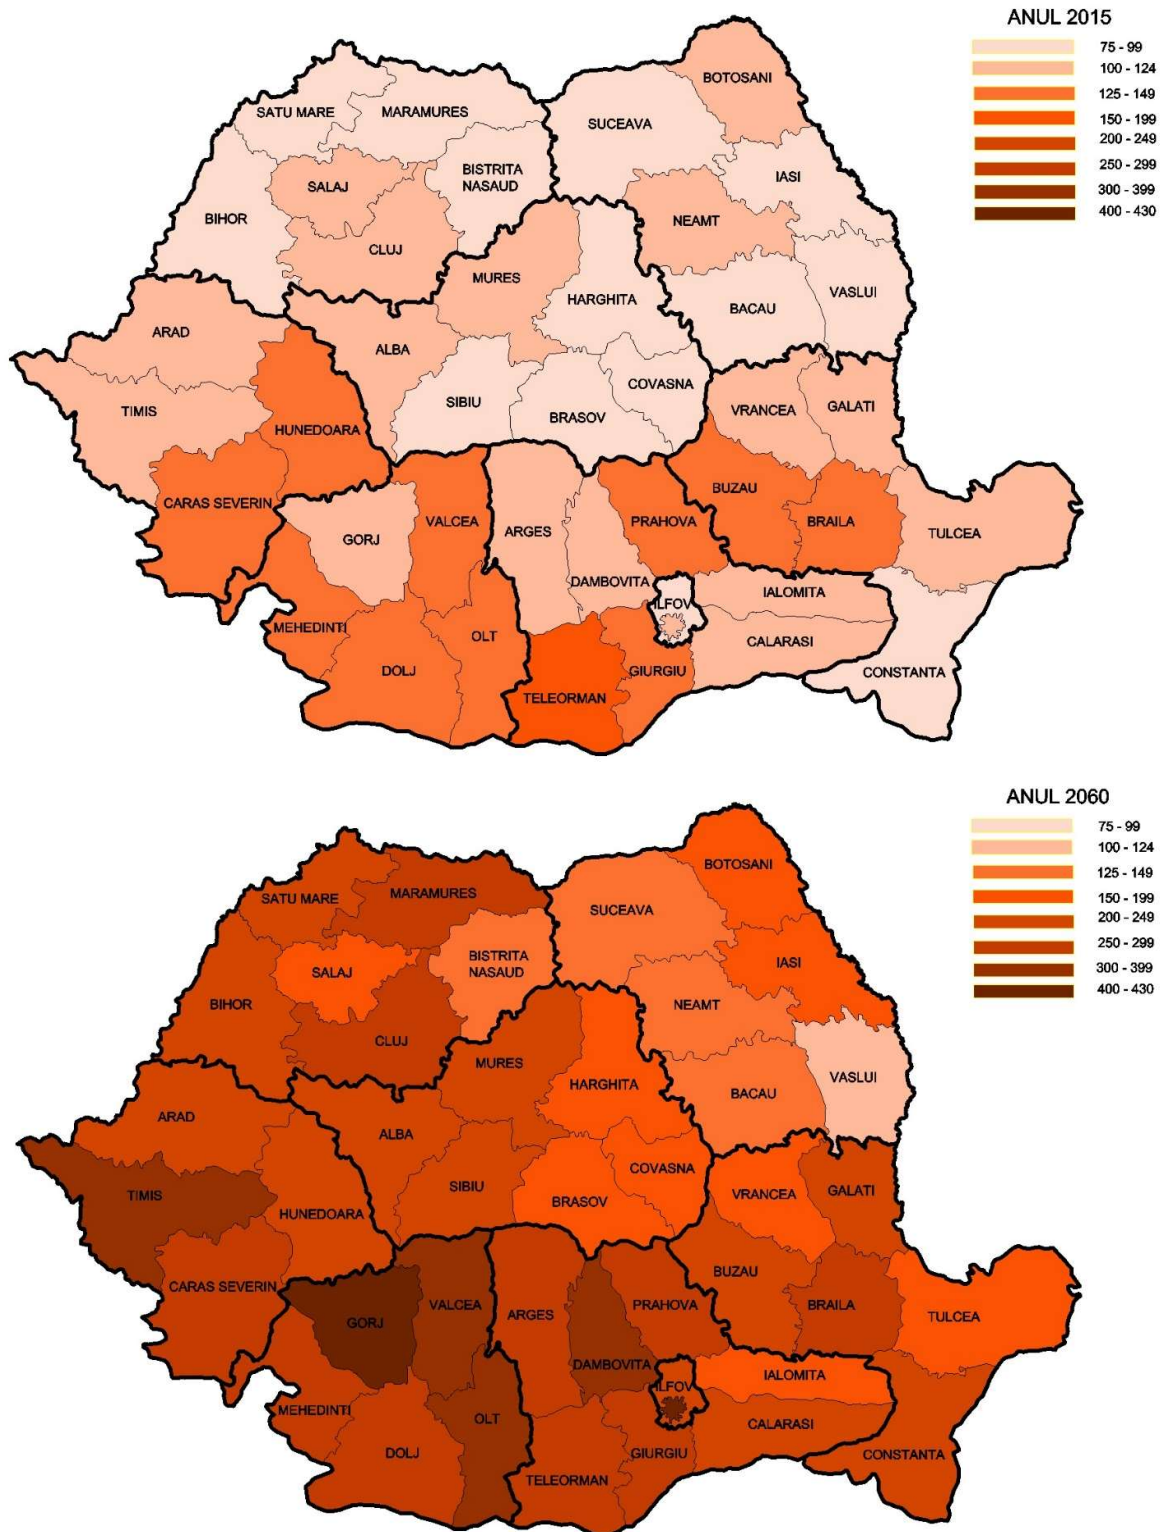 ANUL 2015
75 - 99
100 - 124
125 - 149
150 - 199
200 - 249
250 - 299
300 - 399
400 - 430
BOTOSANI
SATU MARE
MARAMURES
SUCEAVA
IASI
BISTRITA
NASAUD
SALAJ
BIHOR
NEAMT
CLUJ
MURES
HARGHITA
VASLUI
BACAU
ARAD
ALBA
COVASNA
SIBIU
BRASOV
TIMIS
VRANCEA
GALATI
HUNEDOARA
CARAS SEVERIN
BUZAU
VALCEA
PRAHOVA
BRAILA
ARGES
GORJ
TULCEA
DAMBOVITA
IALOMITA
ILFOV
MEHEDINTI
OLT
CALARASI
DOLJ
GIURGIU
CONSTANTA
TELEORMAN
ANUL 2060
75 - 99
100 - 124
125 - 149
150 - 199
200 - 249
250 - 299
300 - 399
400 - 430
BOTOSANI
SATU MARE
MARAMURES
SUCEAVA
IASI
BISTRITA
NASAUD
SALAJ
BIHOR
NEAMT
CLUJ
MURES
HARGHITA
VASLUI
BACAU
ARAD
ALBA
COVASNA
SIBIU
BRASOV
TIMIS
VRANCEA
GALATI
HUNEDOARA
CARAS SEVERIN
BUZAU
VALCEA
PRAHOVA
BRAILA
ARGES
GORJ
TULCEA
DAMBOVITA
IALOMITA
ILFOV
MEHEDINTI
OLT
CALARASI
DOLJ
GIURGIU
CONSTANTA
TELEORMAN